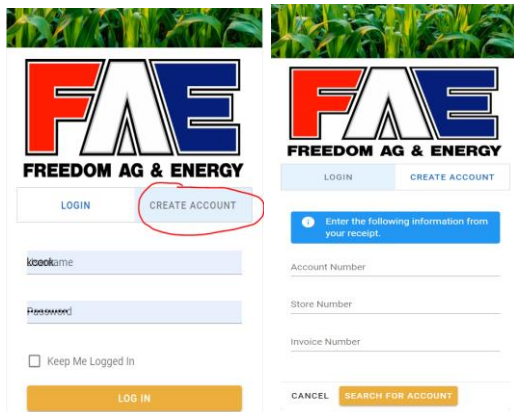 FAE
FREEDOM AG & ENERGY
LOGIN CREATE ACCOUNT
Keep Me Logged In
LOG IN
FAE
FREEDOM AG & ENERGY
LOGIN CREATE ACCOUNT
Enter the following information from
your receipt.
Account Number
Store Number
Invoice Number
CANCEL SEARCH FOR ACCOUNT